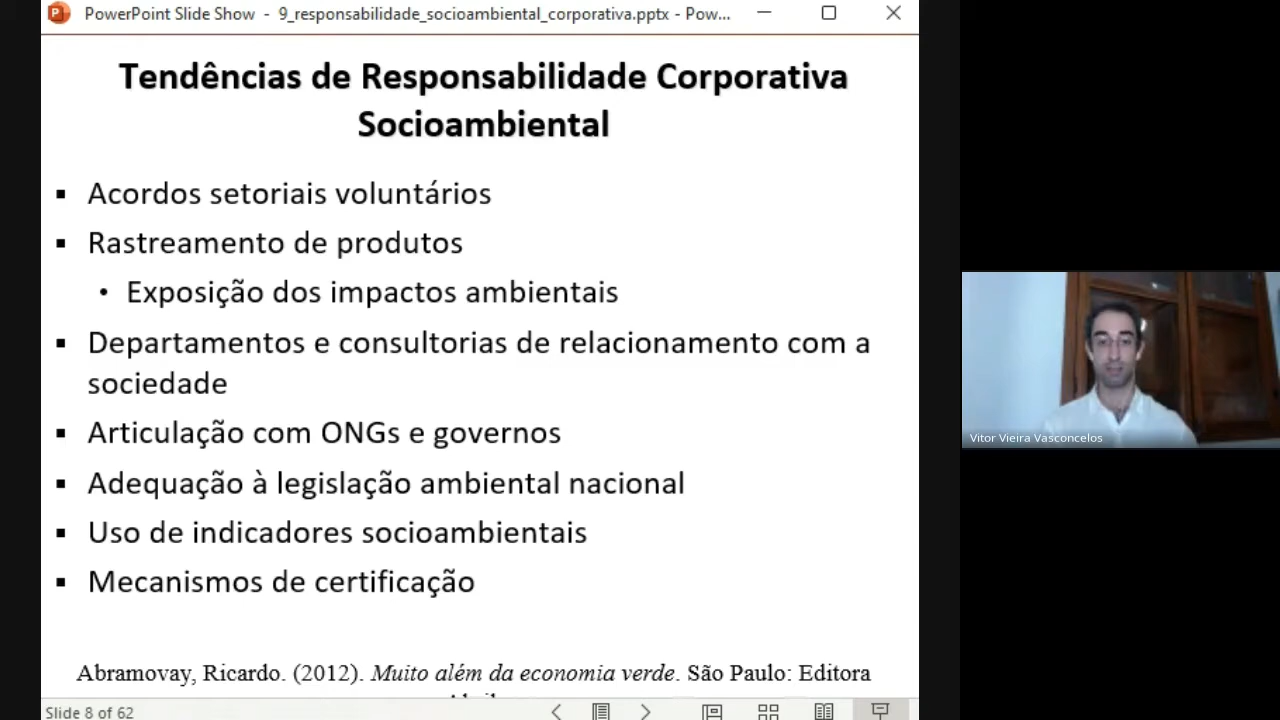 PowerPoint Slide Show - 9_responsabilidade_socioambiental_corporativa.pptx - Pow...
Tendências de Responsabilidade Corporativa
Socioambiental
▪ Acordos setoriais voluntários
▪ Rastreamento de produtos
• Exposição dos impactos ambientais
▪ Departamentos e consultorias de relacionamento com a
sociedade
▪ Articulação com ONGs e governos
▪ Adequação à legislação ambiental nacional
▪ Uso de indicadores socioambientais
▪ Mecanismos de certificação
Abramovay, Ricardo. (2012). Muito além da economia verde. São Paulo: Editora
Slide 8 of 62
Vitor Vieira Vasconcelos